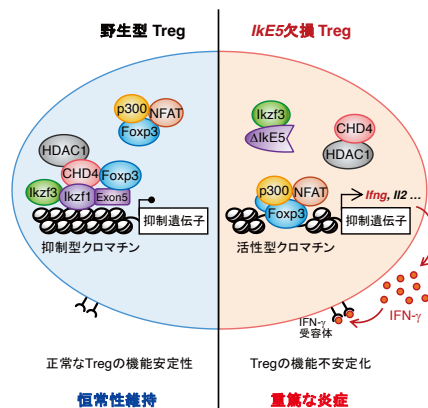 野生型 Treg
p300
NFAT
Foxp3
HDAC1
CHD4
Foxp3
Ikzf3
Ikzf1
Exon5
抑制遺伝子
抑制型クロマチン
正常なTregの機能安定性
恒常性維持
IkE5欠損 Treg
Ikzf3
ΔIkE5
CHD4
HDAC1
p300
NFAT
Foxp3
Ifng, Il2 ...
抑制遺伝子
活性型クロマチン
IFN-γ
IFN-γ
受容体
Tregの機能不安定化
重篤な炎症